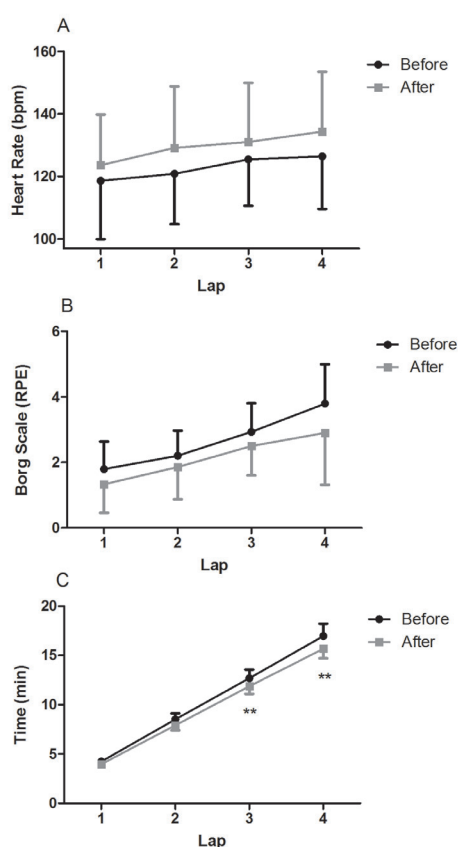 A
160
140
120
100
Heart Rate (bpm)
1 2 3 4
Lap
Before
After
B
6
4
2
0
Borg Scale (RPE)
1 2 3 4
Lap
Before
After
C
20
15
10
5
0
Time (min)
**
**
1 2 3 4
Lap
Before
After